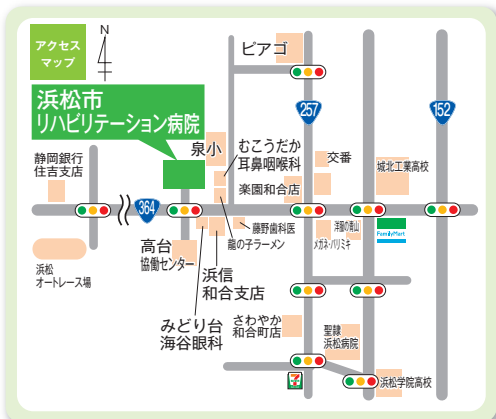 アクセス
マップ
N
ピアゴ
浜松市
リハビリテーション病院
257
152
静岡銀行
住吉支店
泉小
むこうだか
耳鼻咽喉科
交番
城北工業高校
楽園和合店
364
藤野歯科医
龍の子ラーメン
洋服の青山
メガネハリミキ
FamilyMart
高台
協働センター
浜松
オートレース場
浜信
和合支店
みどり台
海谷眼科
さわやか
和合町店
聖隷
浜松病院
浜松学院高校